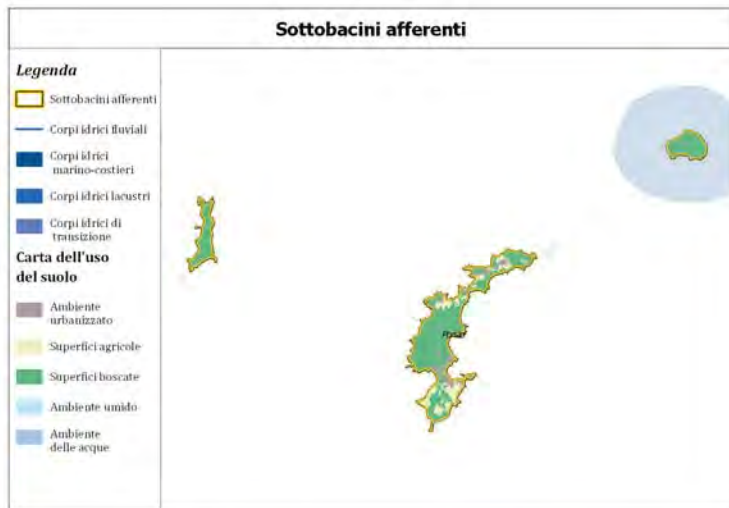 Sottobacini afferenti
Legenda
Sottobacini afferenti
Corpi idrici fluviali
Corpi idrici
marino-costieri
Corpi idrici lacustri
Corpi idrici di
transizione
Carta dell'uso
del suolo
Ambiente
urbanizzato
Superfici agricole
Superfici boscate
Ambiente umido
Ambiente
delle acque